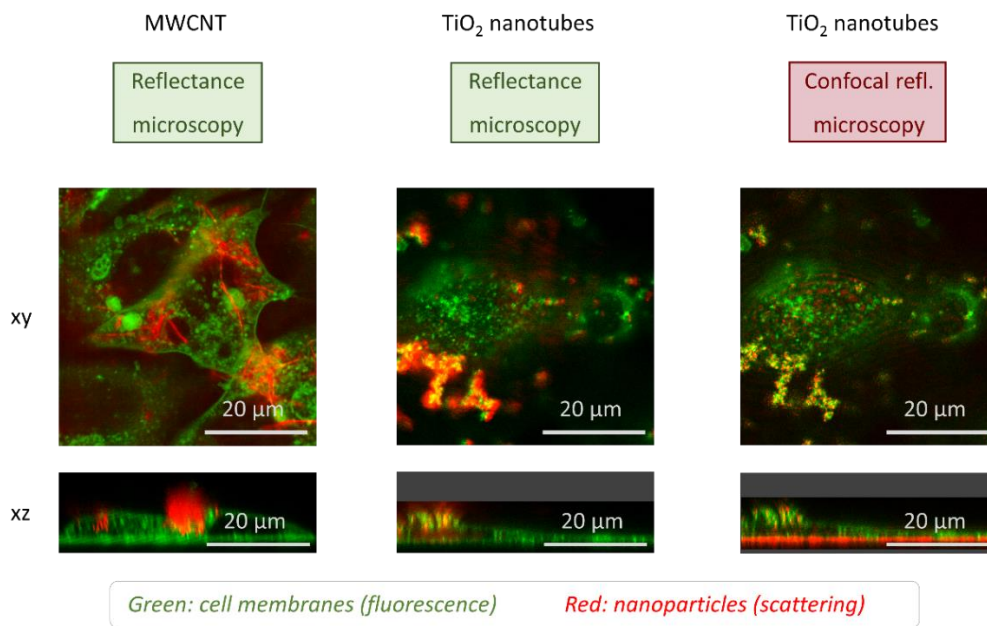 MWCNT
TiO₂ nanotubes
TiO₂ nanotubes
Reflectance
microscopy
Reflectance
microscopy
Confocal refl.
microscopy
xy
20 µm
20 µm
20 µm
xz
20 µm
20 µm
20 µm
Green: cell membranes (fluorescence)
Red: nanoparticles (scattering)